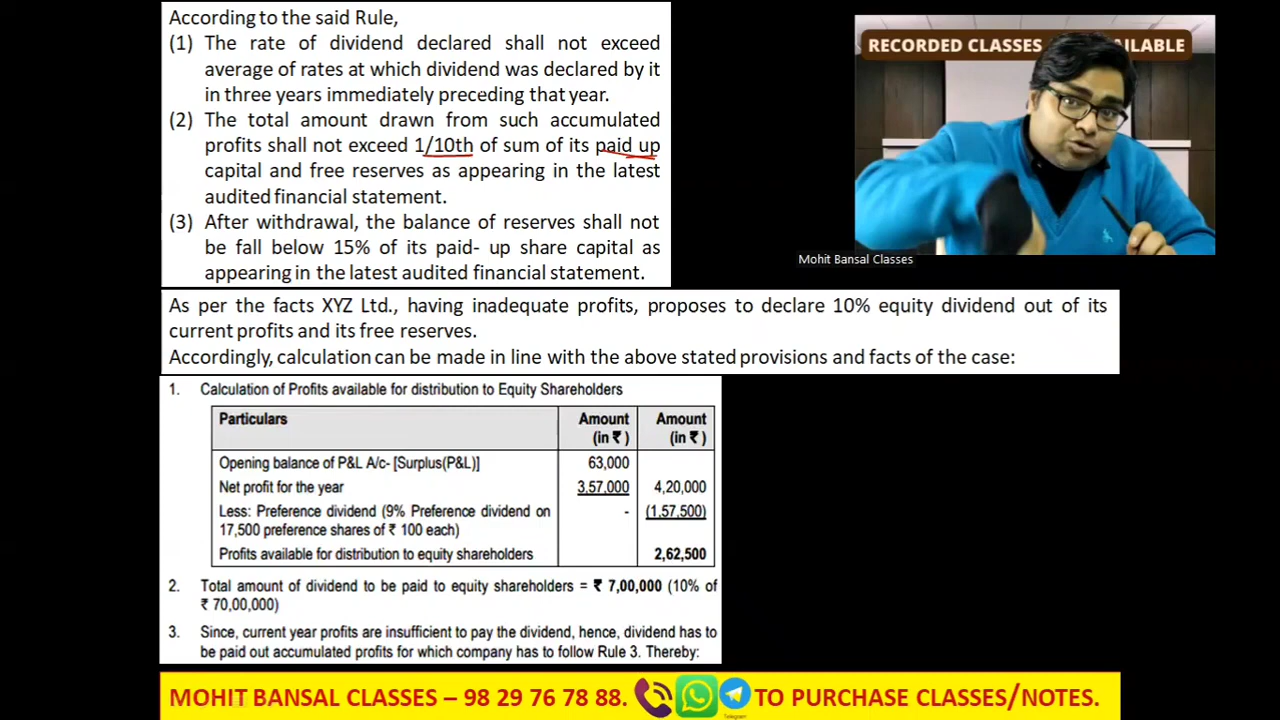 According to the said Rule,
(1) The rate of dividend declared shall not exceed
average of rates at which dividend was declared by it
in three years immediately preceding that year.
(2) The total amount drawn from such accumulated
profits shall not exceed 1/10th of sum of its paid up
capital and free reserves as appearing in the latest
audited financial statement.
(3) After withdrawal, the balance of reserves shall not
be fall below 15% of its paid- up share capital as
appearing in the latest audited financial statement.
RECORDED CLASSES AILABLE
Mohit Bansal Classes
As per the facts XYZ Ltd., having inadequate profits, proposes to declare 10% equity dividend out of its
current profits and its free reserves.
Accordingly, calculation can be made in line with the above stated provisions and facts of the case:
1. Calculation of Profits available for distribution to Equity Shareholders
Particulars Amount (in ₹) Amount (in ₹)
Opening balance of P&L A/c- [Surplus(P&L)] 63,000
Net profit for the year 3,57,000 4,20,000
Less: Preference dividend (9% Preference dividend on - (1,57,500)
17,500 preference shares of ₹ 100 each)
Profits available for distribution to equity shareholders 2,62,500
2. Total amount of dividend to be paid to equity shareholders = ₹ 7,00,000 (10% of
₹ 70,00,000)
3. Since, current year profits are insufficient to pay the dividend, hence, dividend has to
be paid out accumulated profits for which company has to follow Rule 3. Thereby:
MOHIT BANSAL CLASSES – 98 29 76 78 88. TO PURCHASE CLASSES/NOTES.
Telegram